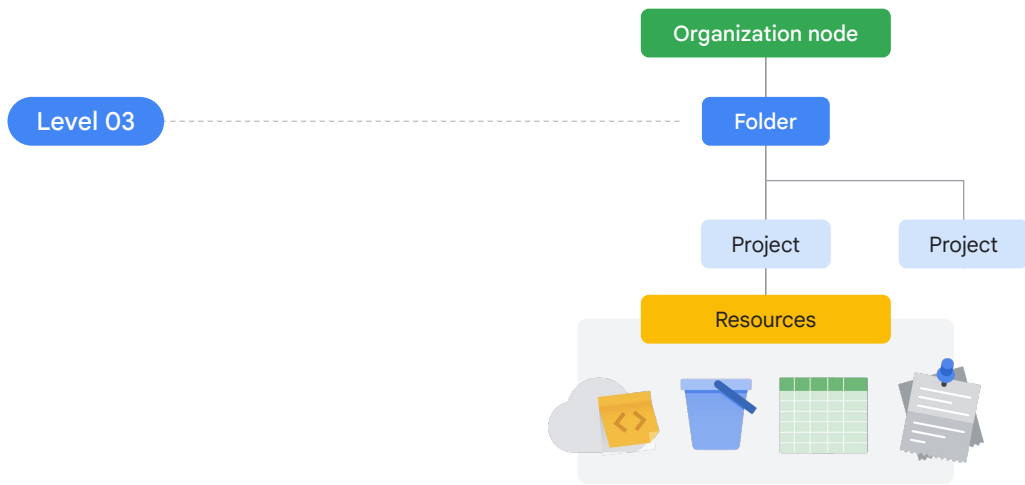 Organization node
Level 03
Folder
Project
Project
Resources